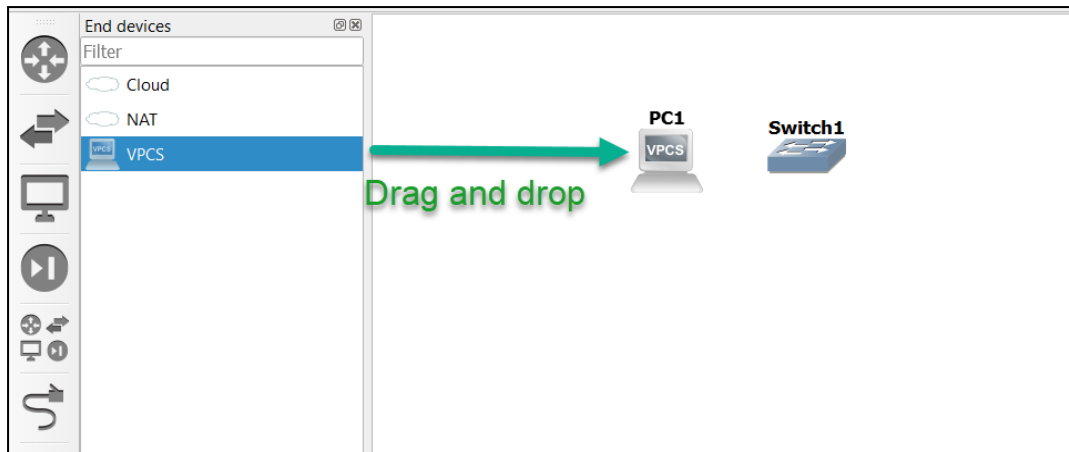 End devices
Filter
Cloud
NAT
VPCS
VPCS
Drag and drop
PC1
VPCS
Switch1